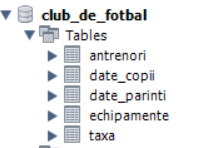 club_de_fotbal
Tables
antrenori
date_copii
date_parinti
echipamente
taxa